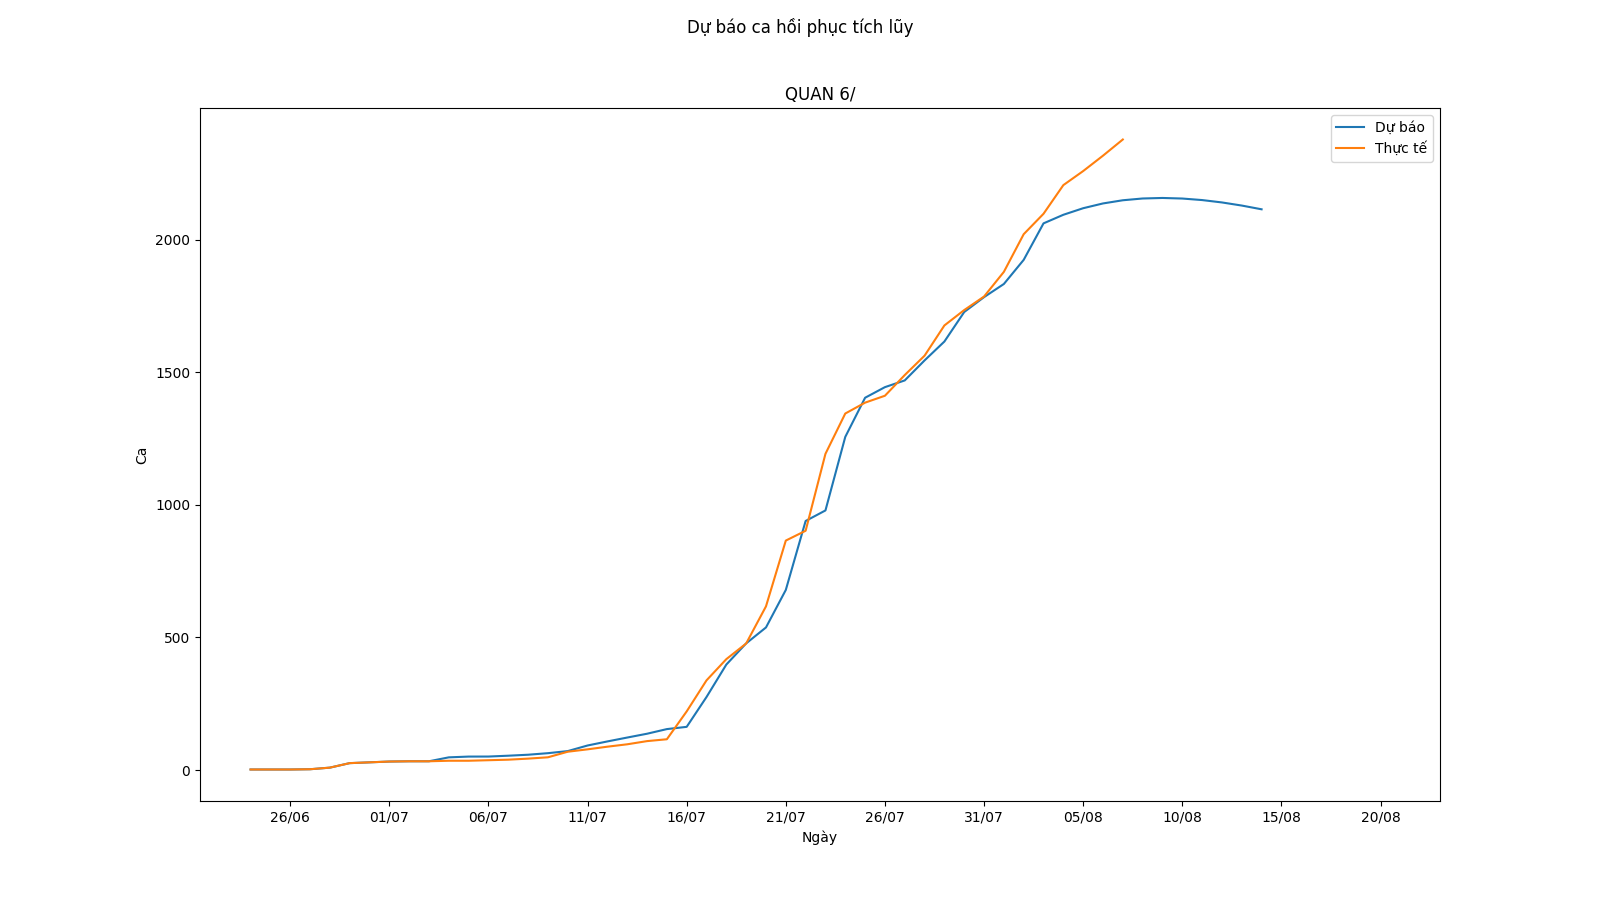 Dự báo ca hồi phục tích lũy
QUAN 6/
Dự báo
Thực tế
2000
1500
1000
500
0
Ca
26/06 01/07 06/07 11/07 16/07 21/07 26/07 31/07 05/08 10/08 15/08 20/08
Ngày